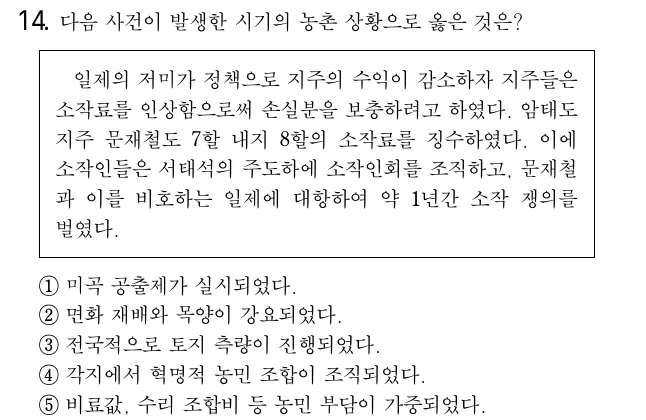 14. 다음 사건이 발생한 시기의 농촌 상황으로 옳은 것은?
일제의 저미가 정책으로 지주의 수익이 감소하자 지주들은
소작료를 인상함으로써 손실분을 보충하려고 하였다. 암태도
지주 문재철도 7할 내지 8할의 소작료를 징수하였다. 이에
소작인들은 서태석의 주도하에 소작인회를 조직하고, 문재철
과 이를 비호하는 일제에 대항하여 약 1년간 소작 쟁의를
벌였다.
① 미곡 공출제가 실시되었다.
② 면화 재배와 목양이 강요되었다.
③ 전국적으로 토지 측량이 진행되었다.
④ 각지에서 혁명적 농민 조합이 조직되었다.
⑤ 비료값, 수리 조합비 등 농민 부담이 가중되었다.